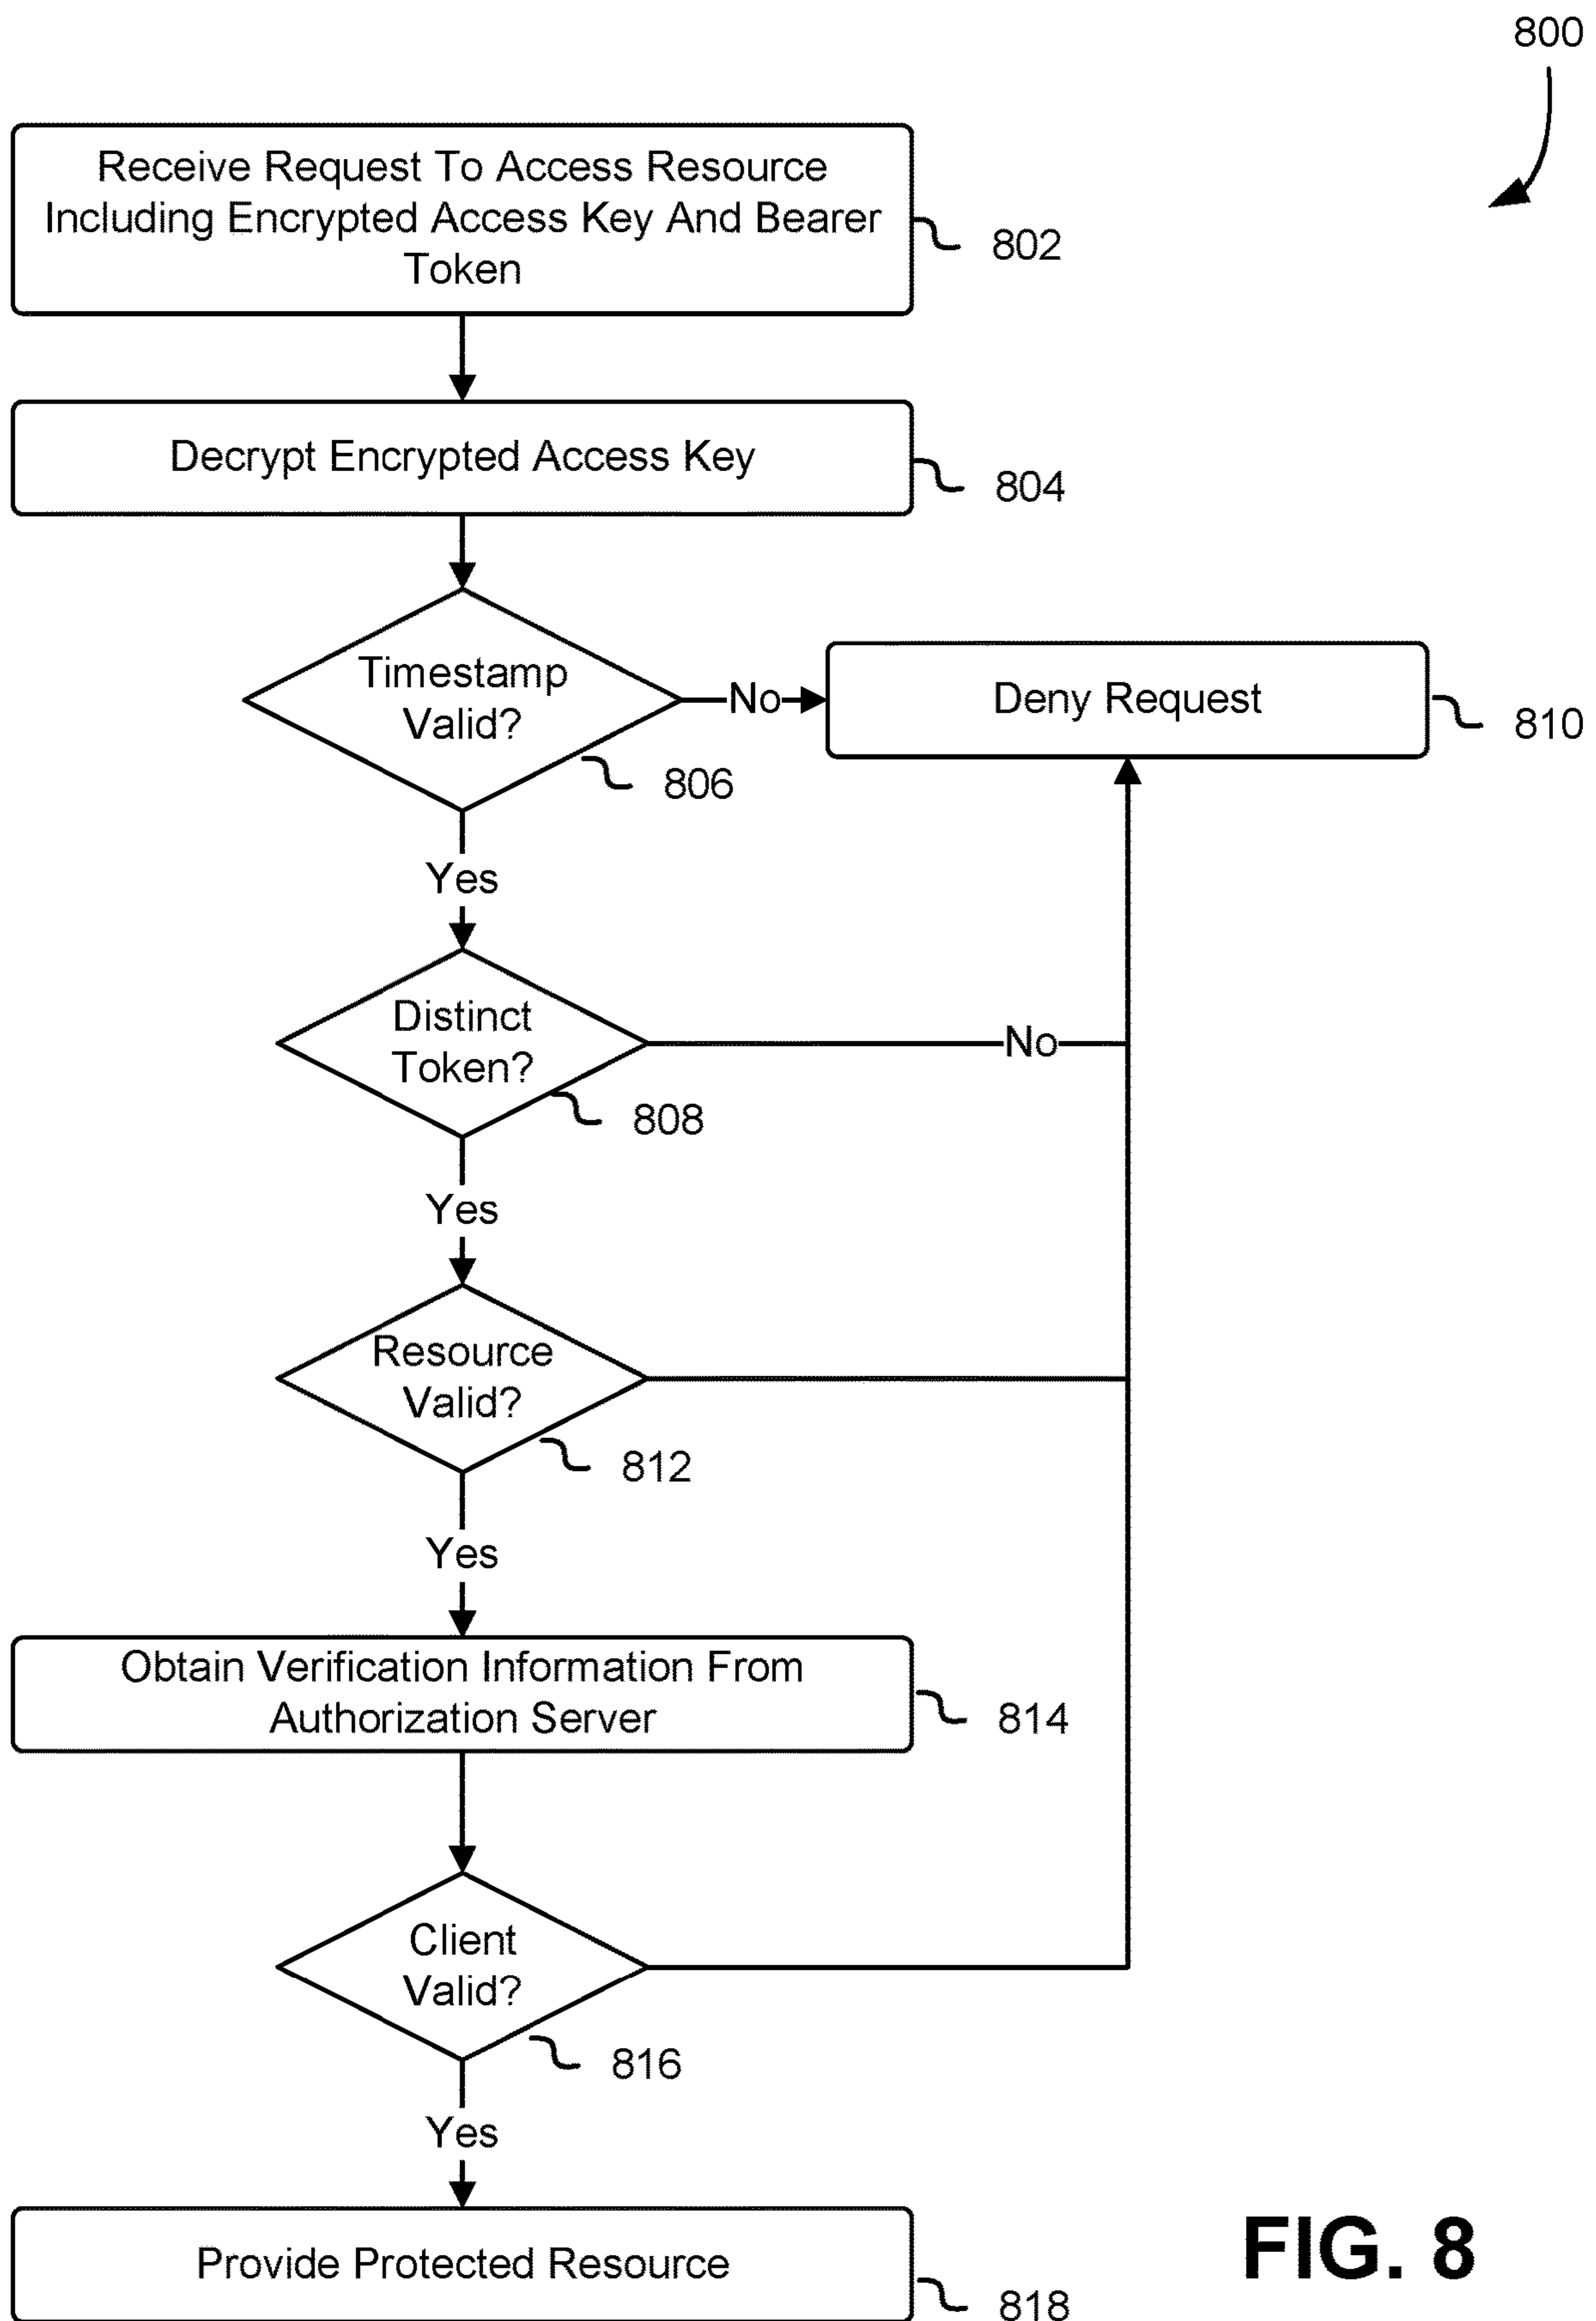 800
Receive Request To Access Resource
Including Encrypted Access Key And Bearer
Token
802
Decrypt Encrypted Access Key
804
Timestamp
Valid?
806
No
Deny Request
810
Yes
Distinct
Token?
808
No
Yes
Resource
Valid?
812
Yes
Obtain Verification Information From
Authorization Server
814
Client
Valid?
816
Yes
Provide Protected Resource
818
FIG. 8